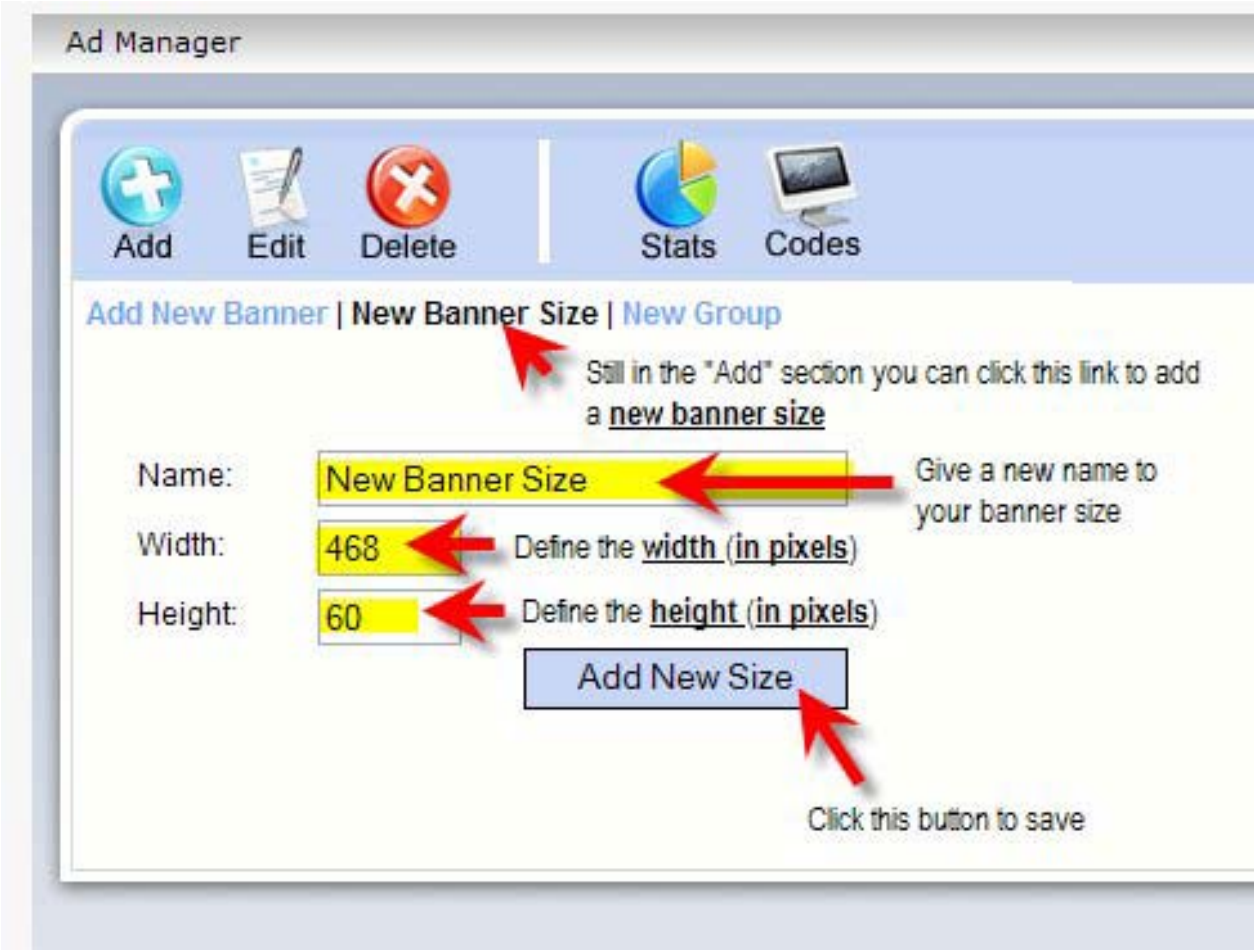 Ad Manager
Add Edit Delete Stats Codes
Add New Banner | New Banner Size | New Group
Still in the "Add" section you can click this link to add
a new banner size
Name: New Banner Size
Give a new name to
your banner size
Width: 468 Define the width (in pixels)
Height: 60 Define the height (in pixels)
Add New Size
Click this button to save